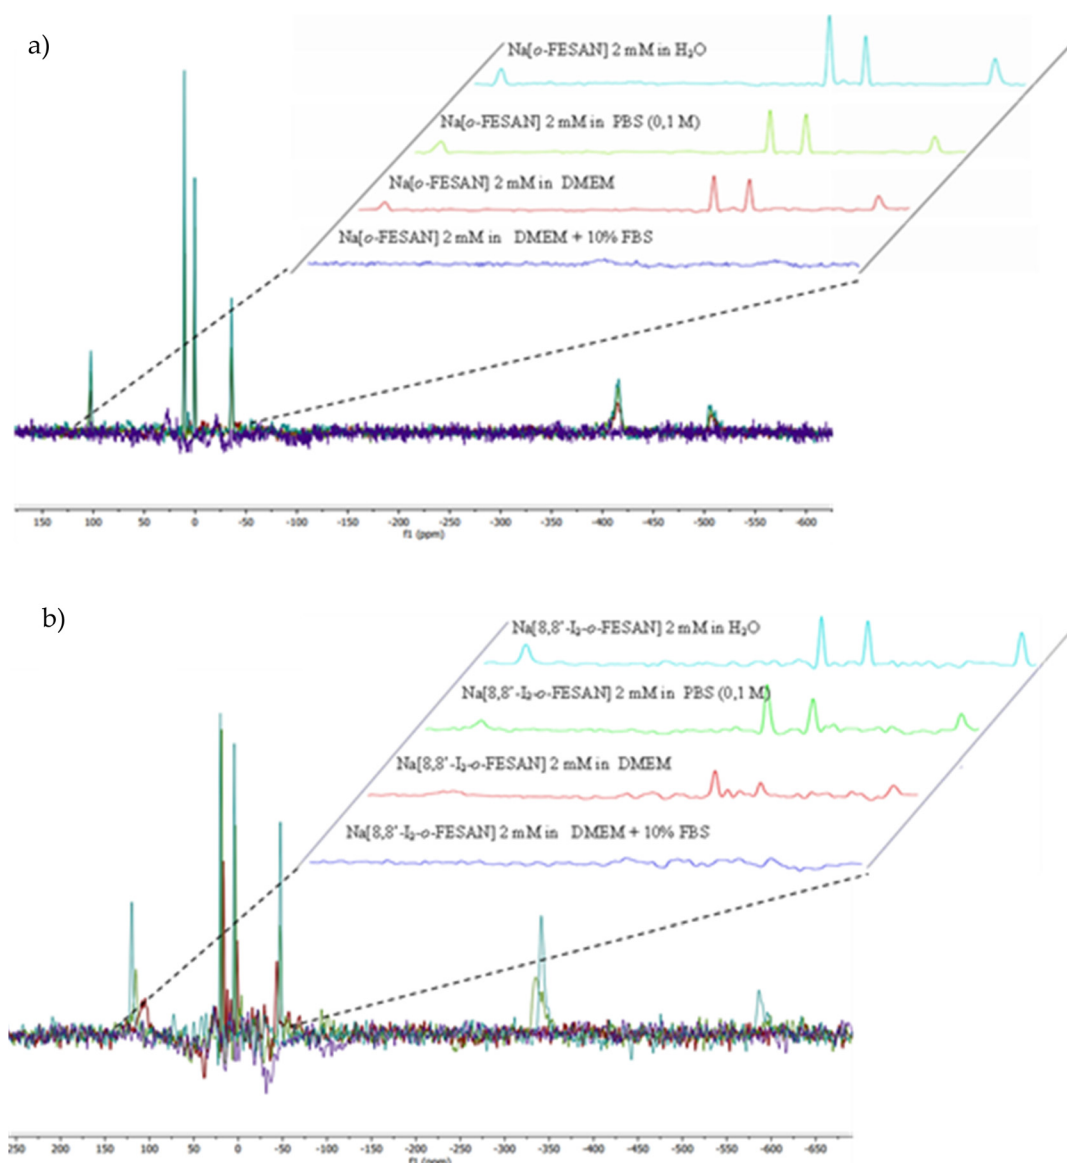 a)
Na[o-FESAN] 2 mM in H₂O
Na[o-FESAN] 2 mM in PBS (0,1 M)
Na[o-FESAN] 2 mM in DMEM
Na[o-FESAN] 2 mM in DMEM + 10% FBS
150 100 50 0 -50 -100 -150 -200 -250 -300 -350 -400 -450 -500 -550 -600
f1 (ppm)
b)
Na[8,8'-I₂-o-FESAN] 2 mM in H₂O
Na[8,8'-I₂-o-FESAN] 2 mM in PBS (0,1 M)
Na[8,8'-I₂-o-FESAN] 2 mM in DMEM
Na[8,8'-I₂-o-FESAN] 2 mM in DMEM + 10% FBS
250 200 150 100 50 0 -50 -100 -150 -200 -250 -300 -350 -400 -450 -500 -550 -600 -650
f1 (ppm)